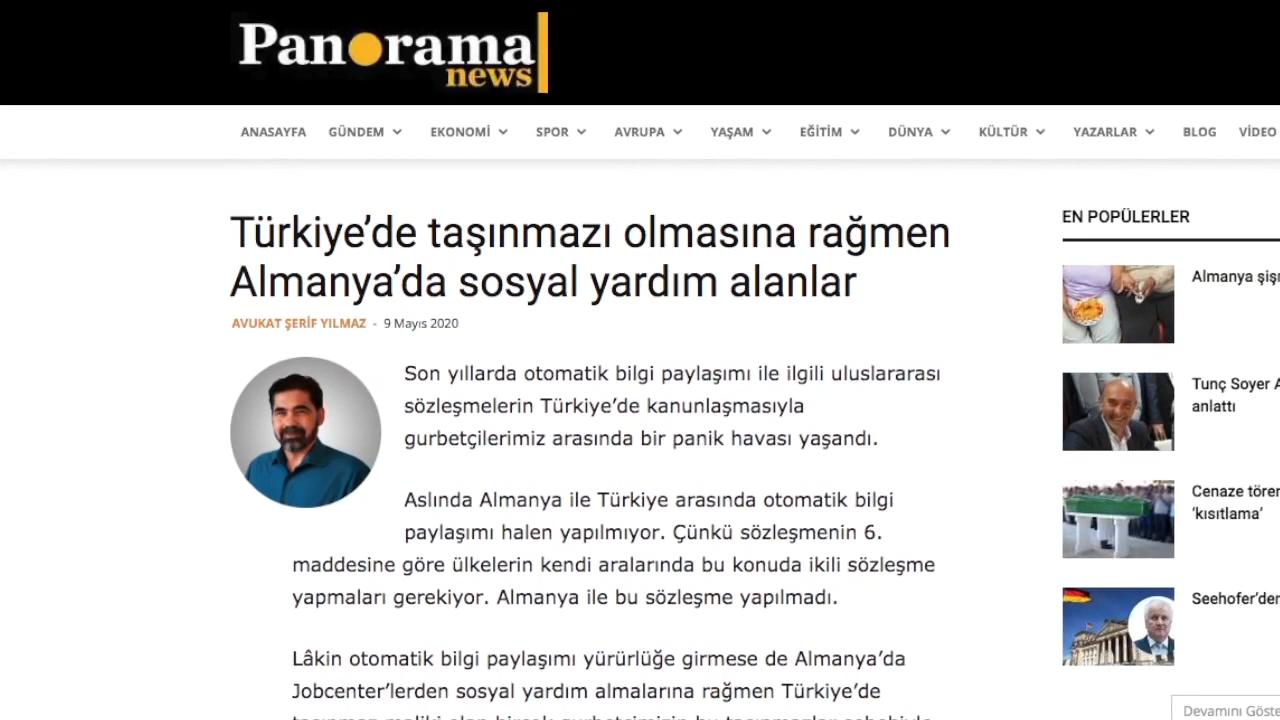 Panorama
news
ANASAYFA GÜNDEM EKONOMİ SPOR AVRUPA YAŞAM EĞİTİM DÜNYA KÜLTÜR YAZARLAR BLOG VİDEO
Türkiye’de taşınmazı olmasına rağmen
Almanya’da sosyal yardım alanlar
AVUKAT ŞERİF YILMAZ - 9 Mayıs 2020
Son yıllarda otomatik bilgi paylaşımı ile ilgili uluslararası
sözleşmelerin Türkiye’de kanunlaşmasıyla
gurbetçilerimiz arasında bir panik havası yaşandı.
Aslında Almanya ile Türkiye arasında otomatik bilgi
paylaşımı halen yapılmıyor. Çünkü sözleşmenin 6.
maddesine göre ülkelerin kendi aralarında bu konuda ikili sözleşme
yapmaları gerekiyor. Almanya ile bu sözleşme yapılmadı.
Lâkin otomatik bilgi paylaşımı yürürlüğe girmese de Almanya’da
Jobcenter’lerden sosyal yardım almalarına rağmen Türkiye’de
EN POPÜLERLER
Almanya
Tunç Soyer
anlattı
Cenaze
‘kısıtlama’
Devamını